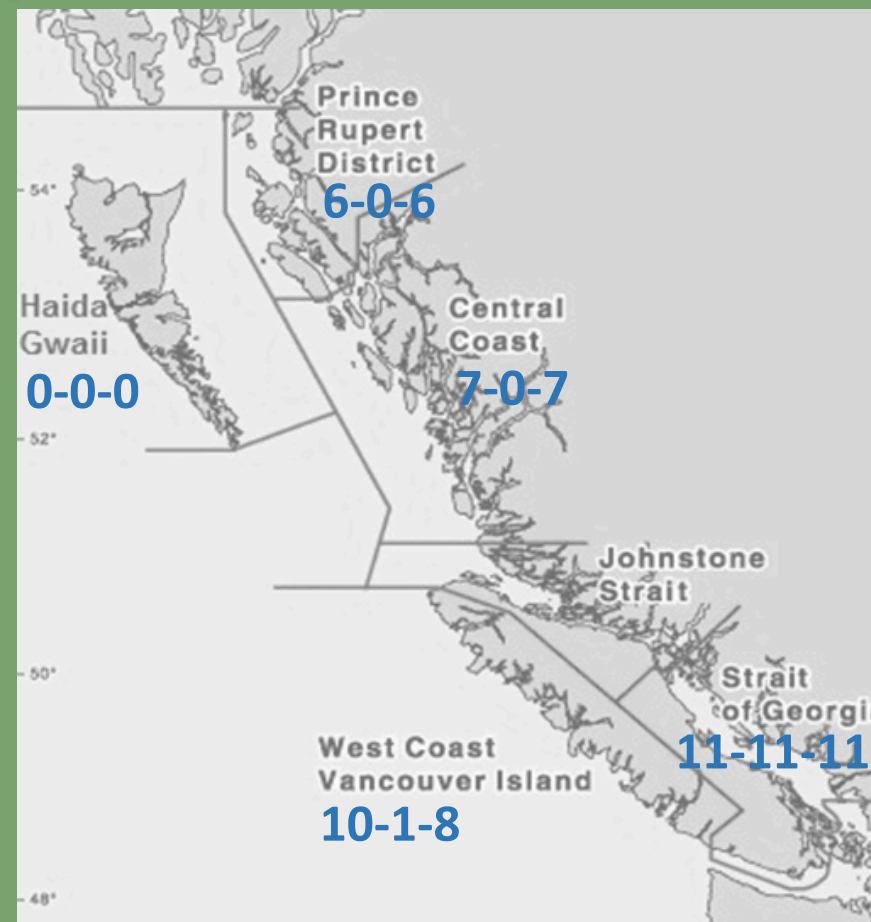 Prince
Rupert
District
6-0-6
54°
Haida
Gwaii
0-0-0
Central
Coast
7-0-7
52°
Johnstone
Strait
50°
Strait
of Georgi
11-11-11
West Coast
Vancouver Island
10-1-8
48°